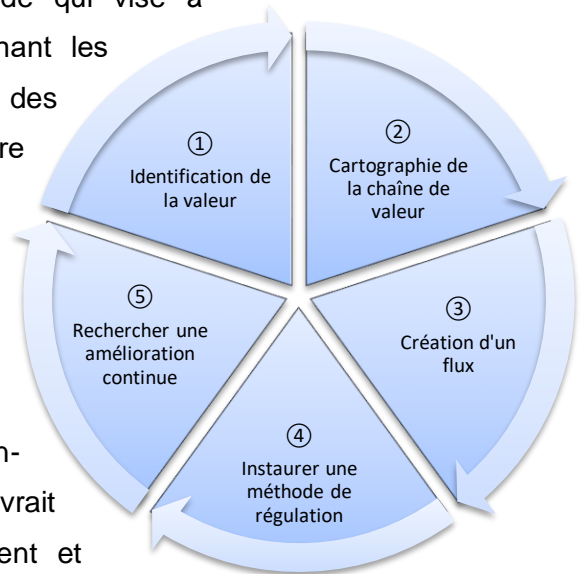 de qui vise à
nant les
des
re
①
Identification de
la valeur
②
Cartographie de
la chaîne de
valeur
③
Création d'un
flux
④
Instaurer une
méthode de
régulation
⑤
Rechercher une
amélioration
continue
n-
vrait
ent et